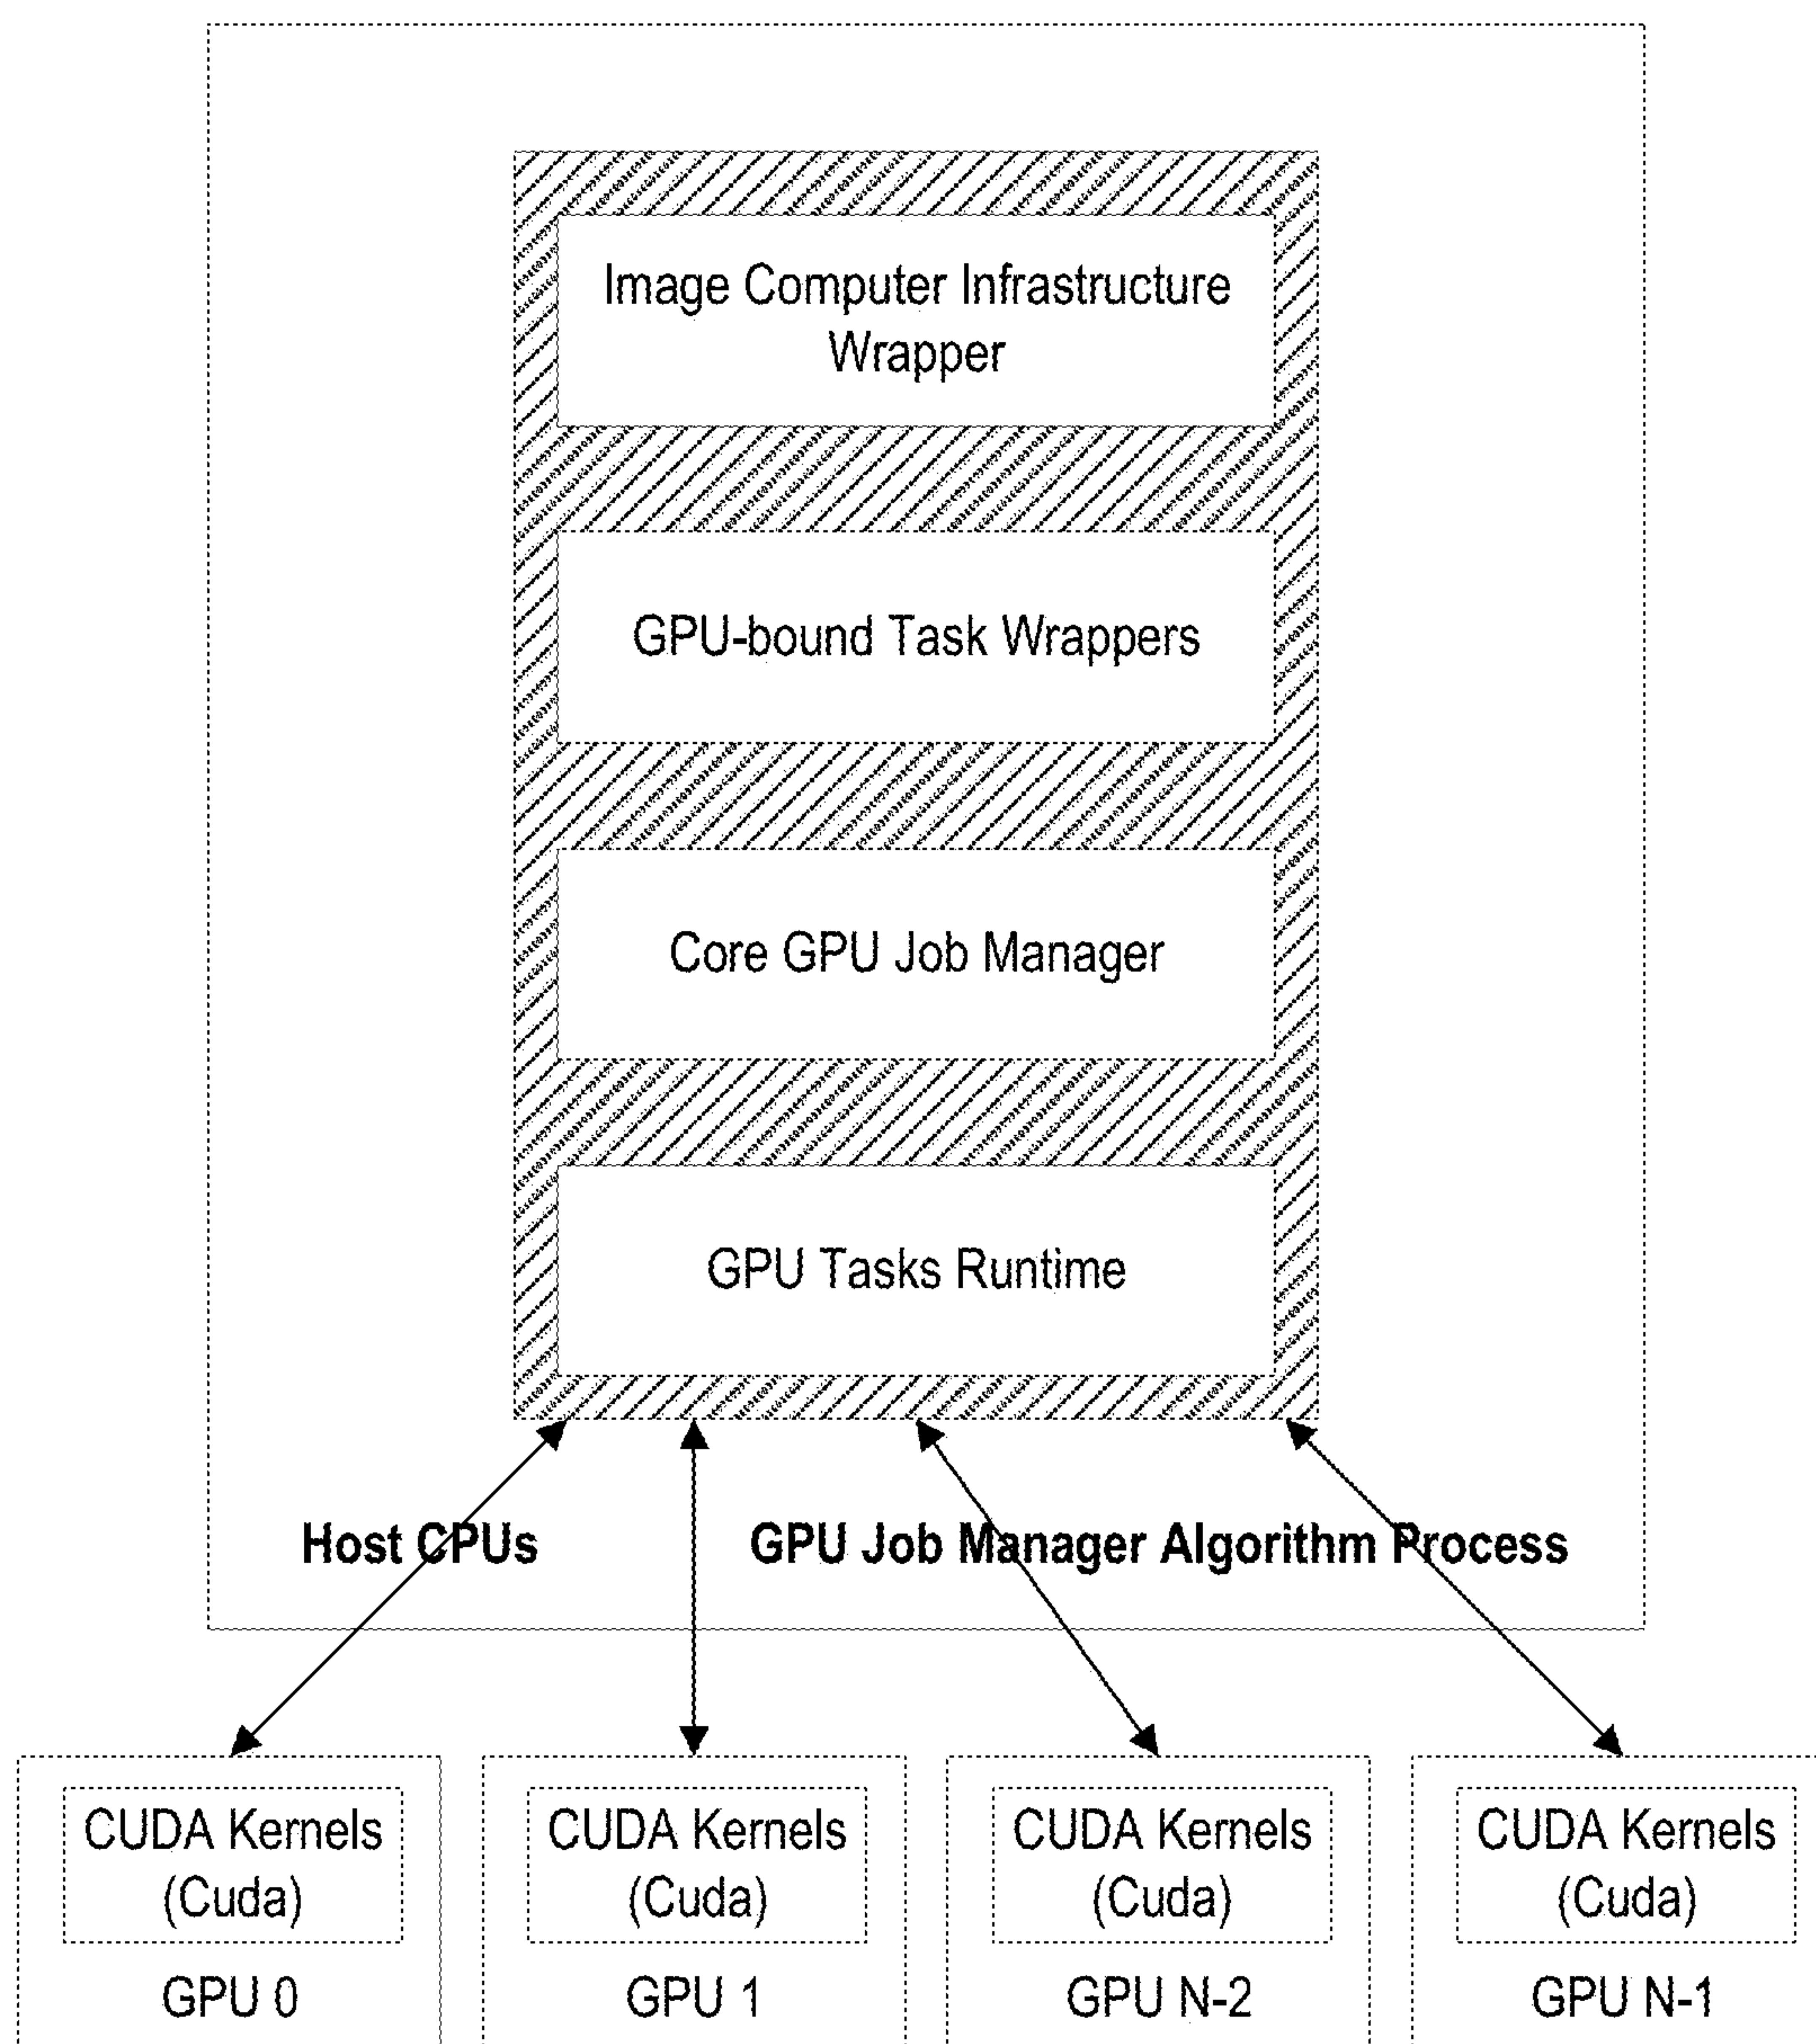 Image Computer Infrastructure
Wrapper
GPU-bound Task Wrappers
Core GPU Job Manager
GPU Tasks Runtime
Host CPUs
GPU Job Manager Algorithm Process
CUDA Kernels
(Cuda)
GPU 0
CUDA Kernels
(Cuda)
GPU 1
CUDA Kernels
(Cuda)
GPU N-2
CUDA Kernels
(Cuda)
GPU N-1